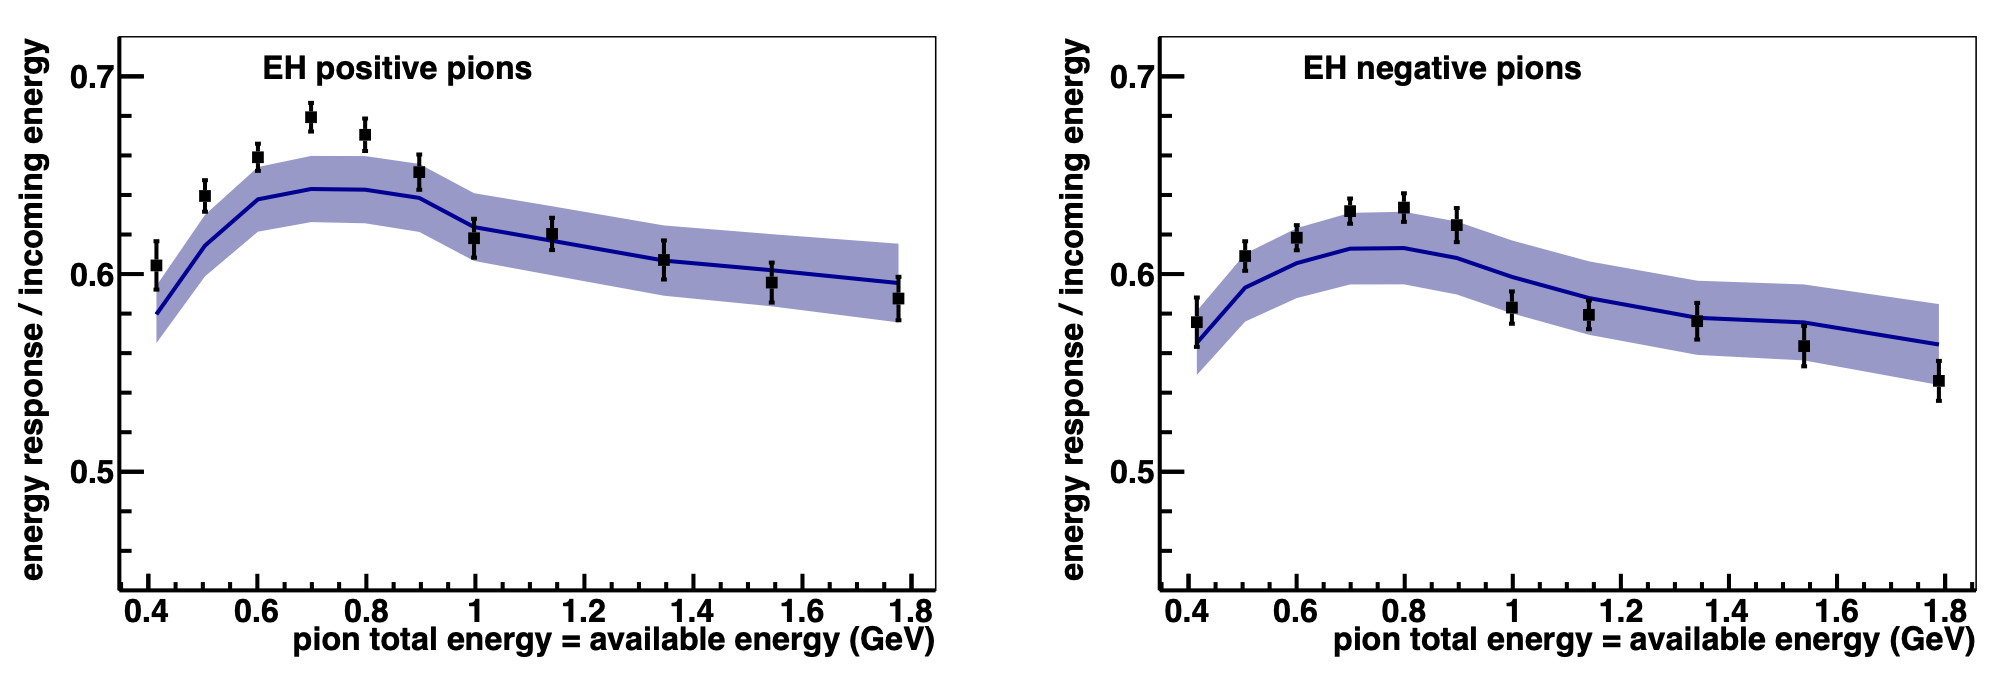 EH positive pions
energy response / incoming energy
0.7
0.6
0.5
0.4 0.6 0.8 1 1.2 1.4 1.6 1.8
pion total energy = available energy (GeV)
EH negative pions
energy response / incoming energy
0.7
0.6
0.5
0.4 0.6 0.8 1 1.2 1.4 1.6 1.8
pion total energy = available energy (GeV)